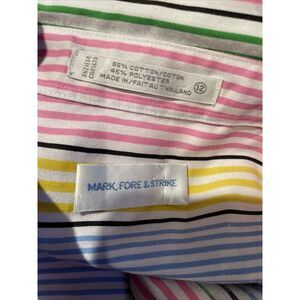 55% COTTON/COTON
45% POLYESTER
MADE IN/FAIT AU THAILAND
12
MARK, FORE & STRIKE